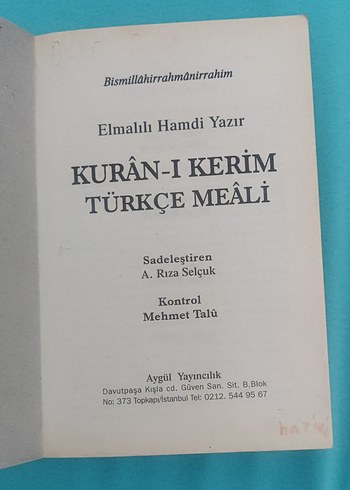 Bismillâhirrahmânirrahim
Elmalılı Hamdi Yazır
KURÂN-I KERİM
TÜRKÇE MEÂLİ
Sadeleştiren
A. Rıza Selçuk
Kontrol
Mehmet Talû
Aygül Yayıncılık
Davutpaşa Kışla cd. Güven San. Sit. B.Blok
No: 373 Topkapı/İstanbul Tel: 0212. 544 95 67